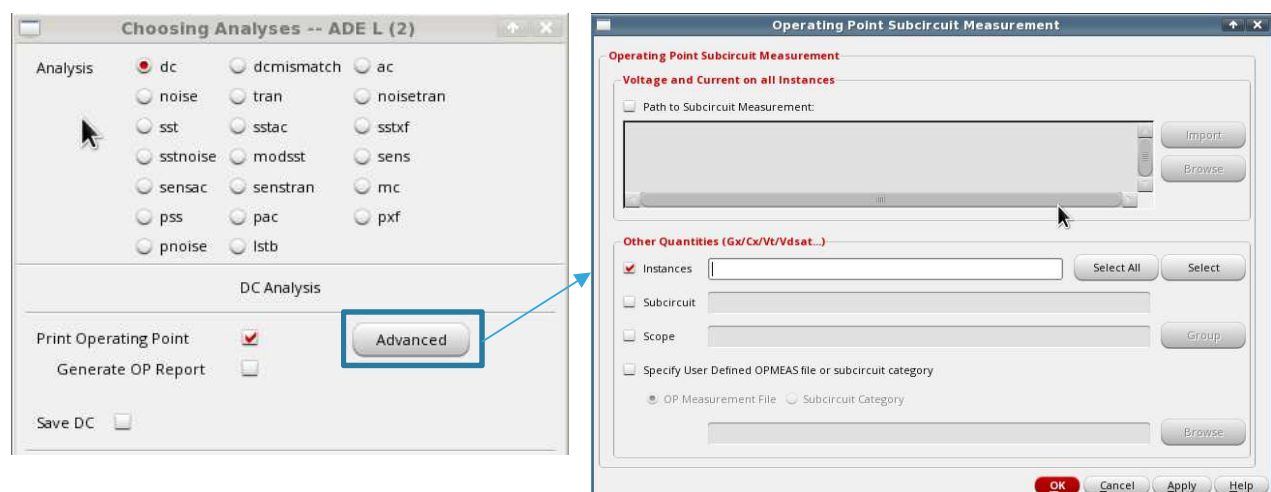 Choosing Analyses -- ADE L (2)
Analysis dc dcmismatch ac
noise tran noisetran
sst sstac sstxf
sstnoise modsst sens
sensac senstran mc
pss pac pxf
pnoise lstb
DC Analysis
Print Operating Point Advanced
Generate OP Report
Save DC
Operating Point Subcircuit Measurement
Operating Point Subcircuit Measurement
Voltage and Current on all Instances
Path to Subcircuit Measurement:
Import
Browse
Other Quantities (Gx/Cx/Vt/Vdsat...)
Instances Select All Select
Subcircuit
Scope Group
Specify User Defined OPMEAS file or subcircuit category
OP Measurement File Subcircuit Category
Browse
OK Cancel Apply Help